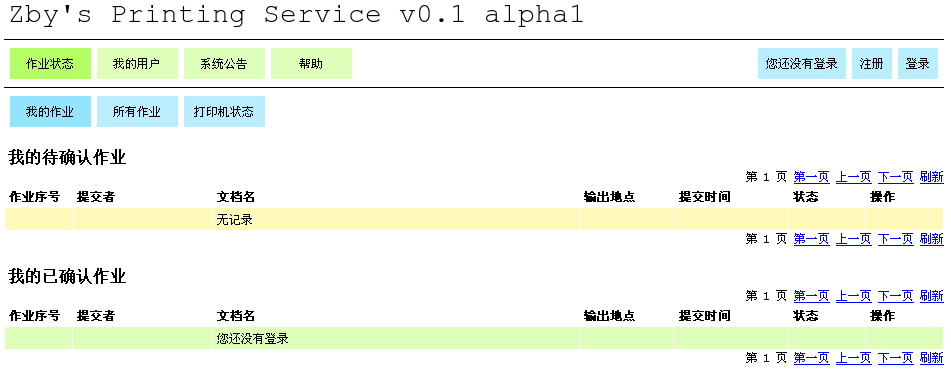 Zby's Printing Service v0.1 alpha1
作业状态 我的用户 系统公告 帮助 您还没有登录 注册 登录
我的作业 所有作业 打印机状态
我的待确认作业
第 1 页 第一页 上一页 下一页 刷新
作业序号 提交者 文档名 输出地点 提交时间 状态 操作
无记录
第 1 页 第一页 上一页 下一页 刷新
我的已确认作业
第 1 页 第一页 上一页 下一页 刷新
作业序号 提交者 文档名 输出地点 提交时间 状态 操作
您还没有登录
第 1 页 第一页 上一页 下一页 刷新